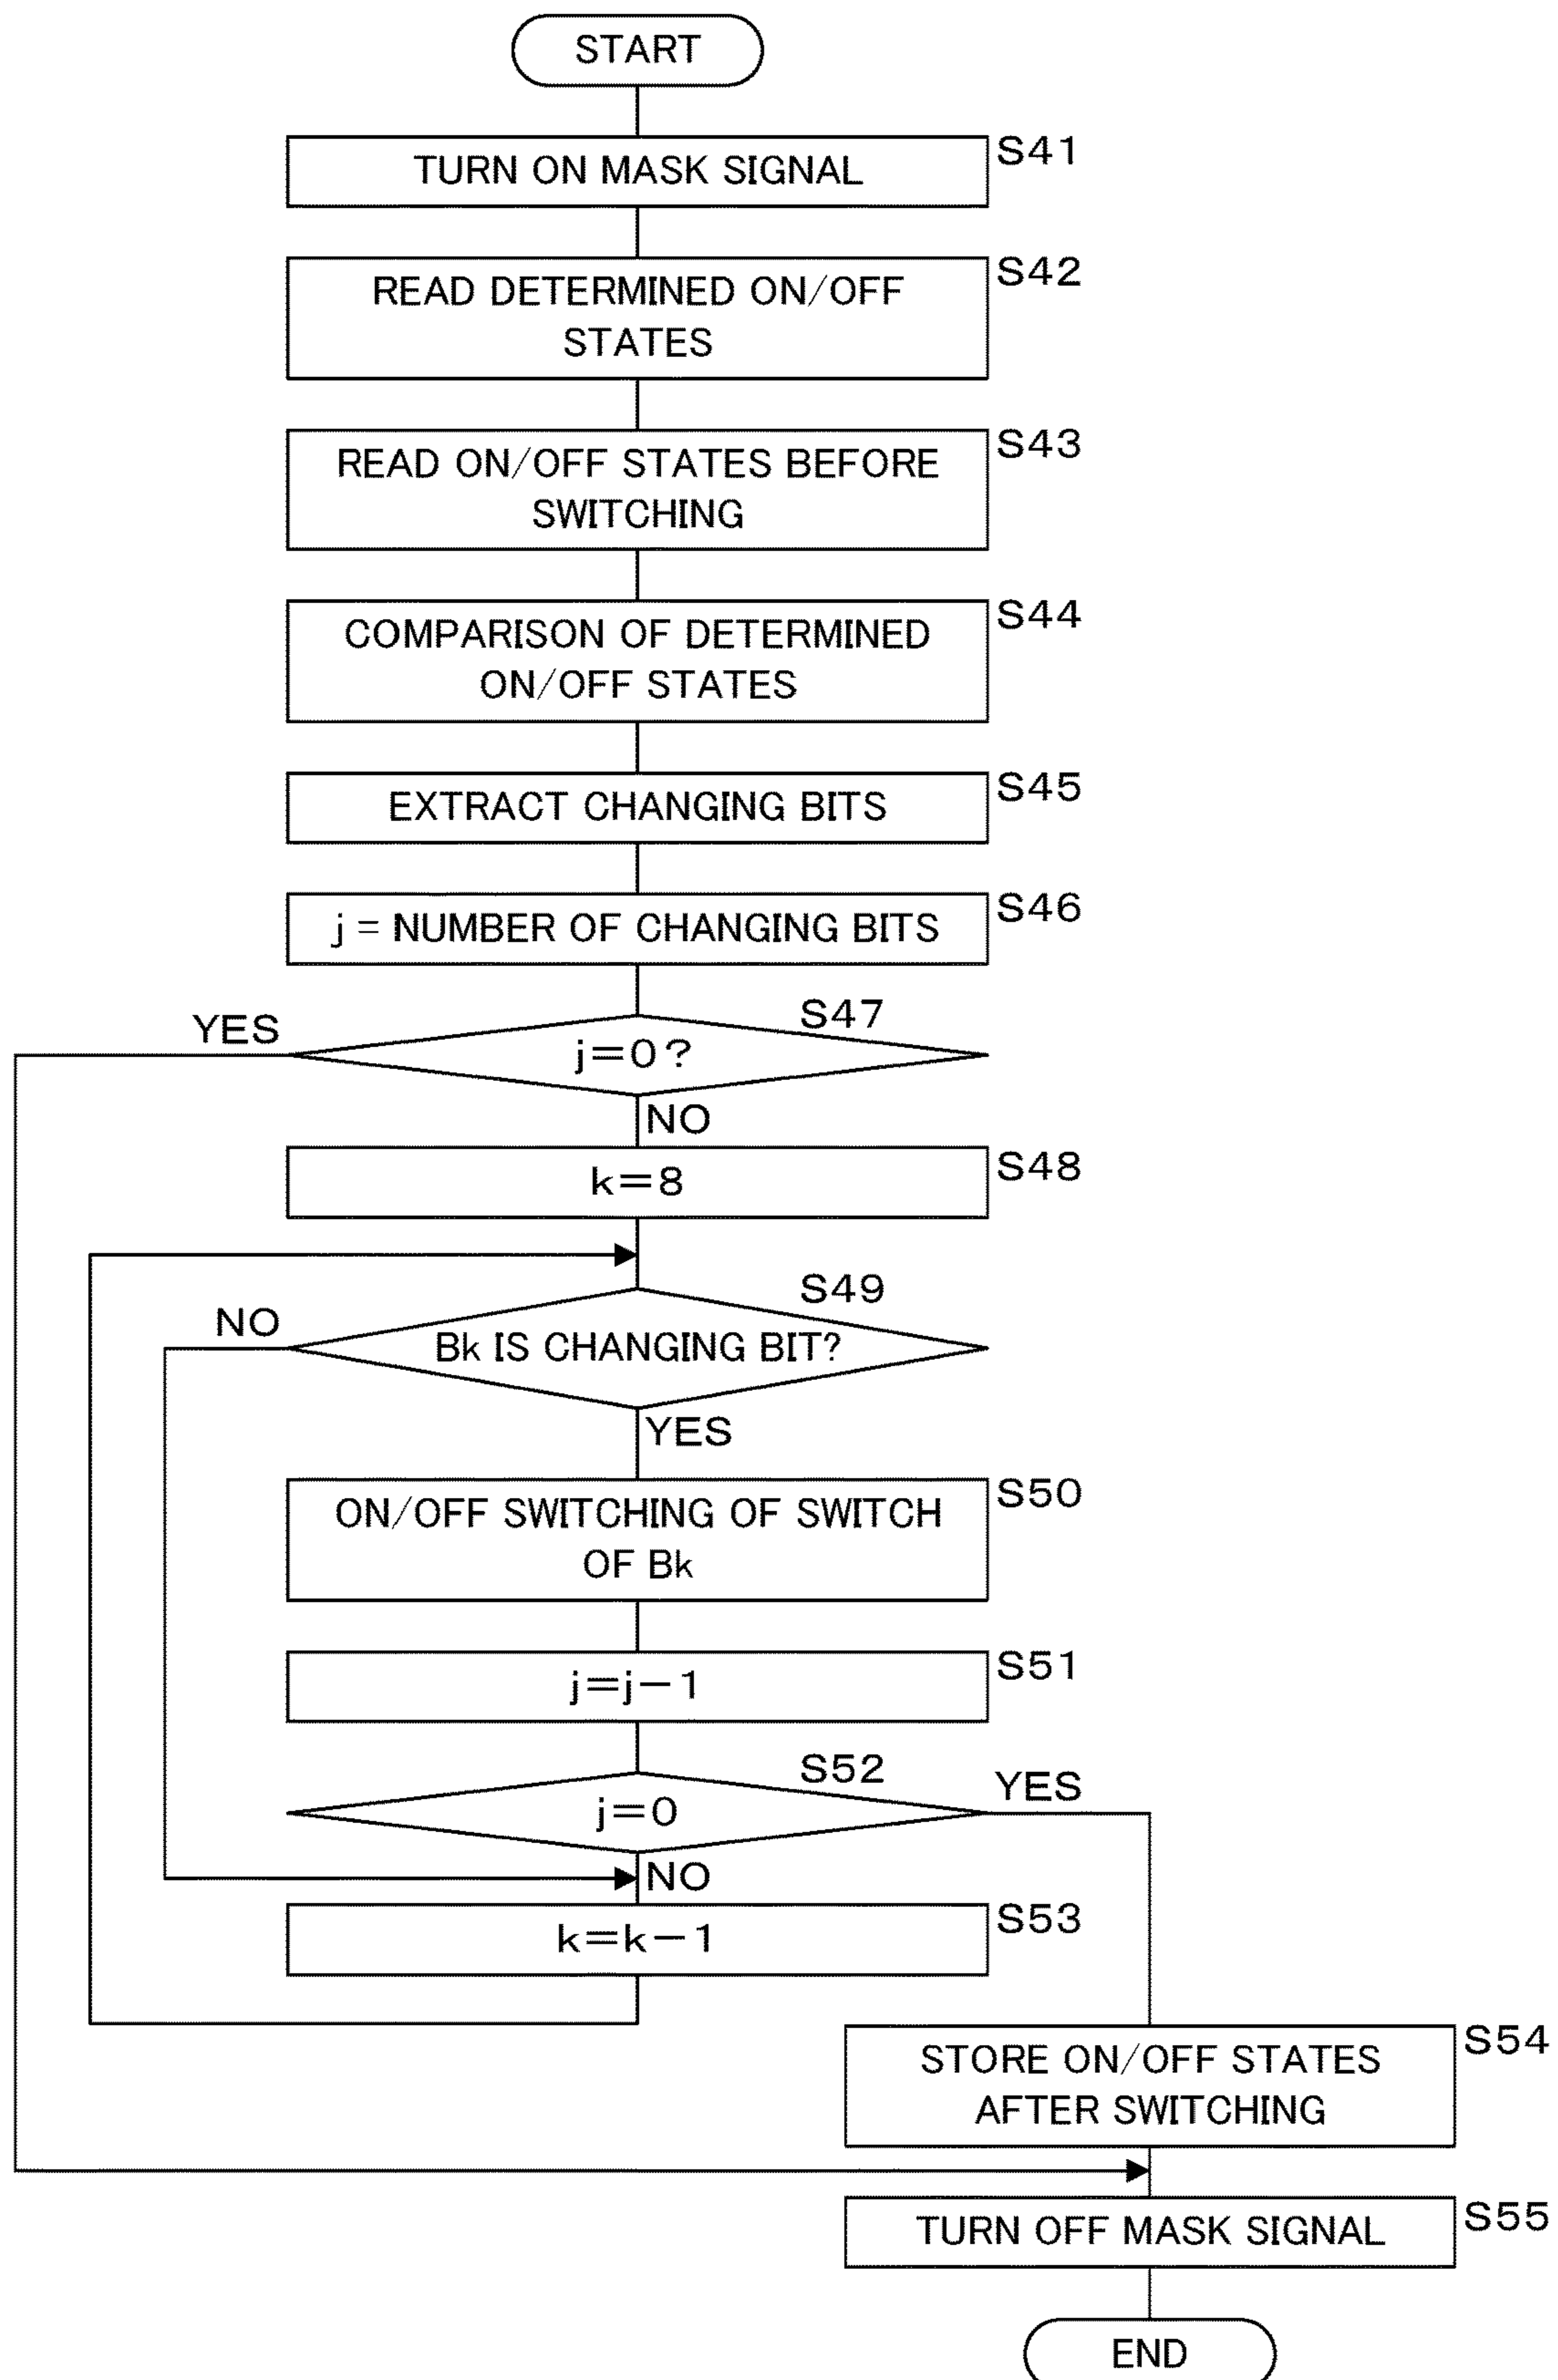 START
TURN ON MASK SIGNAL
S41
READ DETERMINED ON/OFF
STATES
S42
READ ON/OFF STATES BEFORE
SWITCHING
S43
COMPARISON OF DETERMINED
ON/OFF STATES
S44
EXTRACT CHANGING BITS
S45
j = NUMBER OF CHANGING BITS
S46
S47
YES
j=0?
NO
k=8
S48
S49
NO
Bk IS CHANGING BIT?
YES
ON/OFF SWITCHING OF SWITCH
OF Bk
S50
j=j-1
S51
S52
YES
j=0
NO
k=k-1
S53
STORE ON/OFF STATES
AFTER SWITCHING
S54
TURN OFF MASK SIGNAL
S55
END